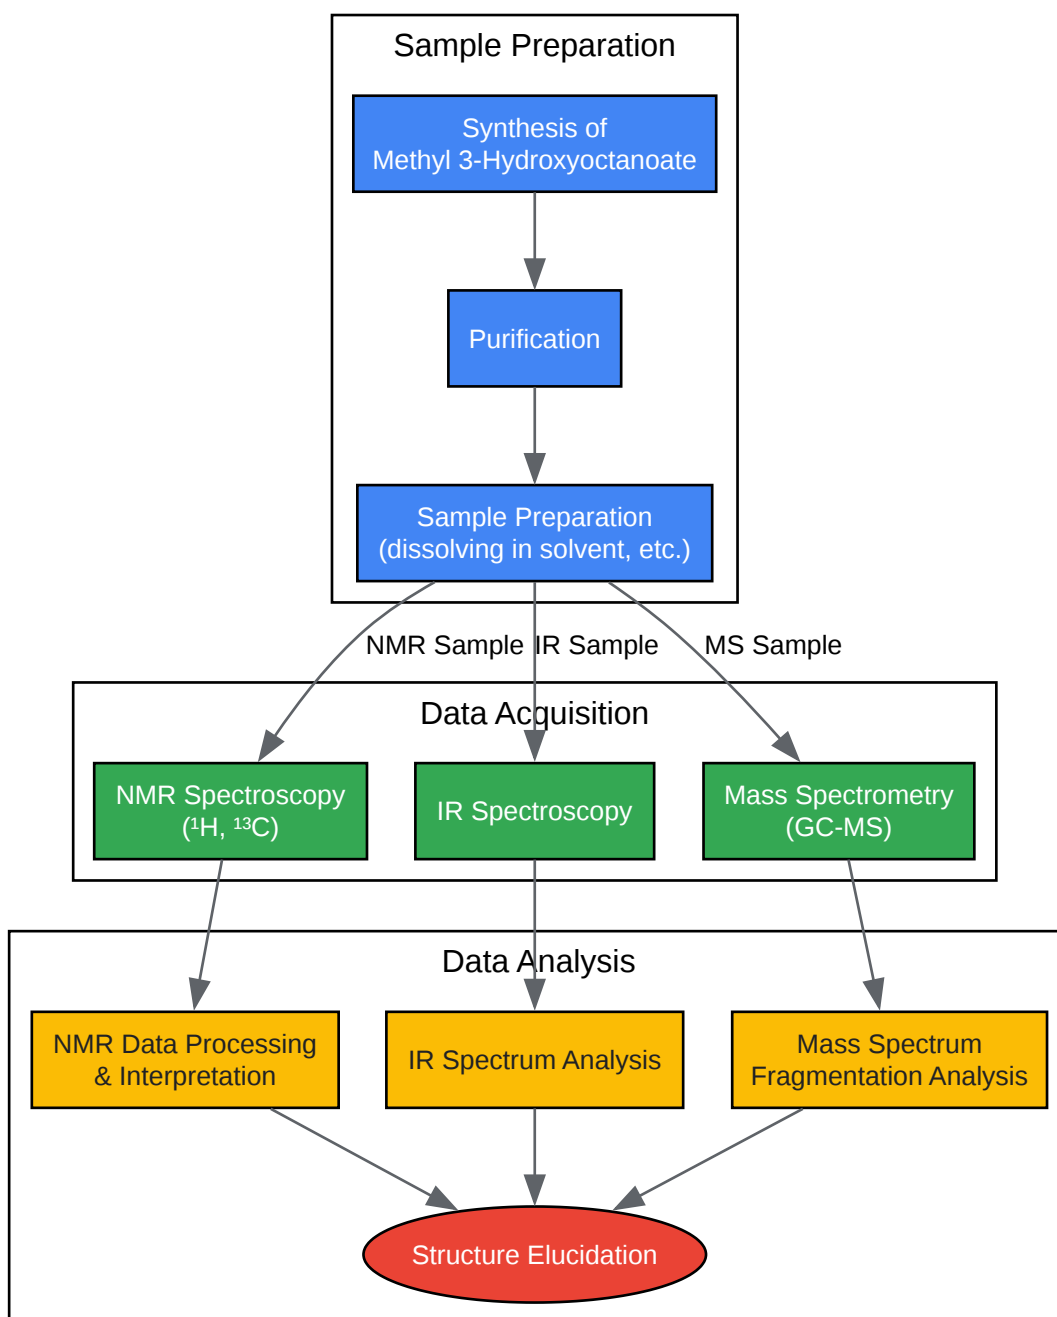 Sample Preparation
Synthesis of
Methyl 3-Hydroxyoctanoate
Purification
Sample Preparation
(dissolving in solvent, etc.)
NMR Sample
IR Sample
MS Sample
Data Acquisition
NMR Spectroscopy
(¹H, ¹³C)
IR Spectroscopy
Mass Spectrometry
(GC-MS)
Data Analysis
NMR Data Processing
& Interpretation
IR Spectrum Analysis
Mass Spectrum
Fragmentation Analysis
Structure Elucidation